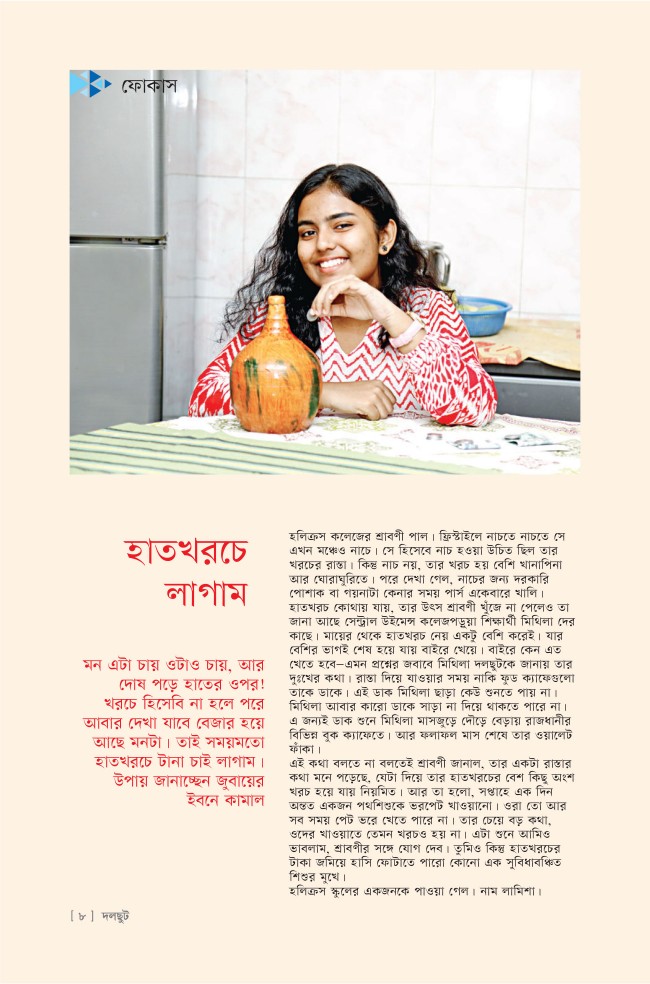 ফোকাস
হাতখরচে
লাগাম
মন এটা চায় ওটাও চায়, আর
দোষ পড়ে হাতের ওপর!
খরচে হিসেবি না হলে পরে
আবার দেখা যাবে বেজার হয়ে
আছে মনটা। তাই সময়মতো
হাতখরচে টানা চাই লাগাম।
উপায় জানাচ্ছেন জুবায়ের
ইবনে কামাল
হলিক্রস কলেজের শ্রাবণী পাল। ফ্রিস্টাইলে নাচতে নাচতে সে
এখন মঞ্চেও নাচে। সে হিসেবে নাচ হওয়া উচিত ছিল তার
খরচের রাস্তা। কিন্তু নাচ নয়, তার খরচ হয় বেশি খানাপিনা
আর ঘোরাঘুরিতে। পরে দেখা গেল, নাচের জন্য দরকারি
পোশাক বা গয়নাটা কেনার সময় পার্স একেবারে খালি।
হাতখরচ কোথায় যায়, তার উৎস শ্রাবণী খুঁজে না পেলেও তা
জানা আছে সেন্ট্রাল উইমেন্স কলেজপড়ুয়া শিক্ষার্থী মিথিলা দের
কাছে। মায়ের থেকে হাতখরচ নেয় একটু বেশি করেই। যার
বেশির ভাগই শেষ হয়ে যায় বাইরে খেয়ে। বাইরে কেন এত
খেতে হবে–এমন প্রশ্নের জবাবে মিথিলা দলছুটকে জানায় তার
দুঃখের কথা। রাস্তা দিয়ে যাওয়ার সময় নাকি ফুড ক্যাফেগুলো
তাকে ডাকে। এই ডাক মিথিলা ছাড়া কেউ শুনতে পায় না।
মিথিলা আবার কারো ডাকে সাড়া না দিয়ে থাকতে পারে না।
এ জন্যই ডাক শুনে মিথিলা মাসজুড়ে দৌড়ে বেড়ায় রাজধানীর
বিভিন্ন বুক ক্যাফেতে। আর ফলাফল মাস শেষে তার ওয়ালেট
ফাঁকা।
এই কথা বলতে না বলতেই শ্রাবণী জানাল, তার একটা রাস্তার
কথা মনে পড়েছে, যেটা দিয়ে তার হাতখরচের বেশ কিছু অংশ
খরচ হয়ে যায় নিয়মিত। আর তা হলো, সপ্তাহে এক দিন
অন্তত একজন পথশিশুকে ভরপেট খাওয়ানো। ওরা তো আর
সব সময় পেট ভরে খেতে পারে না। তার চেয়ে বড় কথা,
ওদের খাওয়াতে তেমন খরচও হয় না। এটা শুনে আমিও
ভাবলাম, শ্রাবণীর সঙ্গে যোগ দেব। তুমিও কিন্তু হাতখরচের
টাকা জমিয়ে হাসি ফোটাতে পারো কোনো এক সুবিধাবঞ্চিত
শিশুর মুখে।
হলিক্রস স্কুলের একজনকে পাওয়া গেল। নাম লামিশা।
[ ৮ ] দলছুট